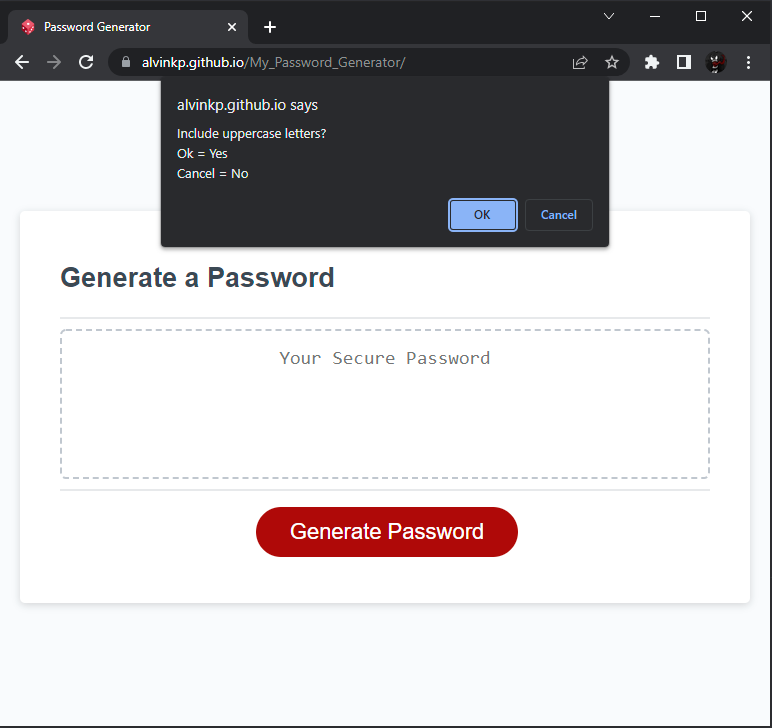 Password Generator
alvinkp.github.io/My_Password_Generator/
alvinkp.github.io says
Include uppercase letters?
Ok = Yes
Cancel = No
OK Cancel
Generate a Password
Your Secure Password
Generate Password